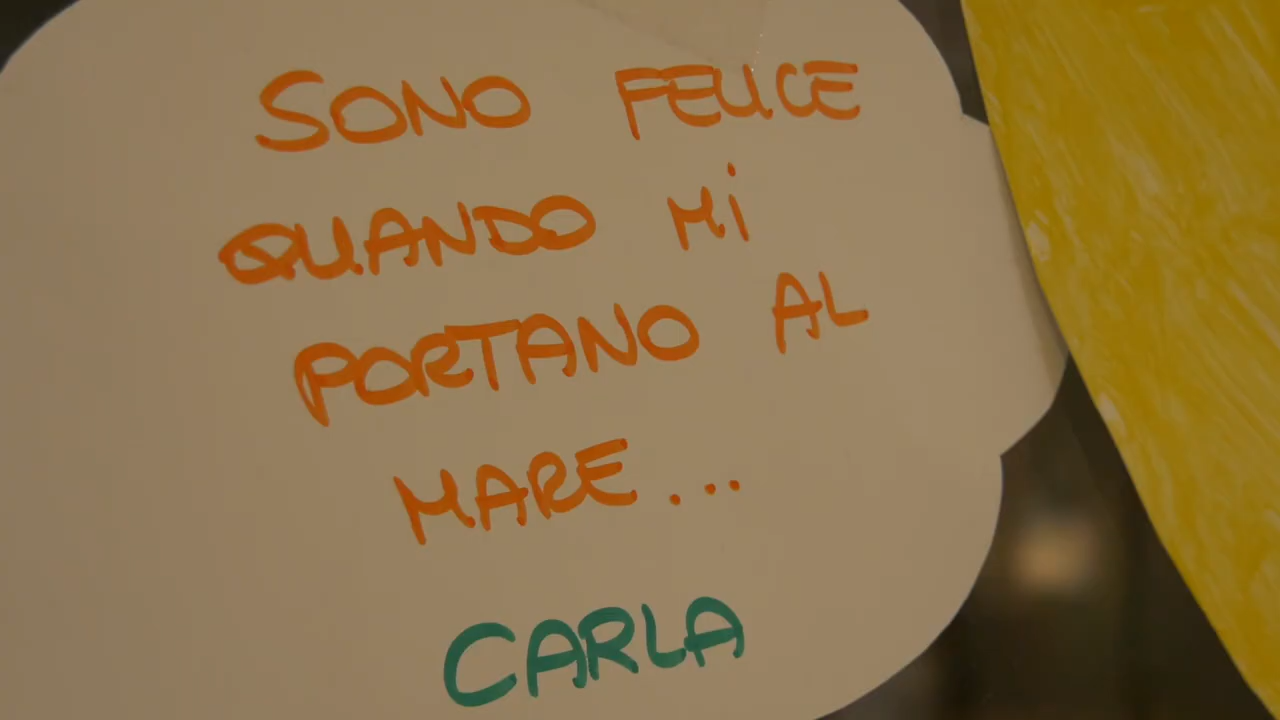 SONO FELICE
QUANDO MI
PORTANO AL
MARE...
CARLA